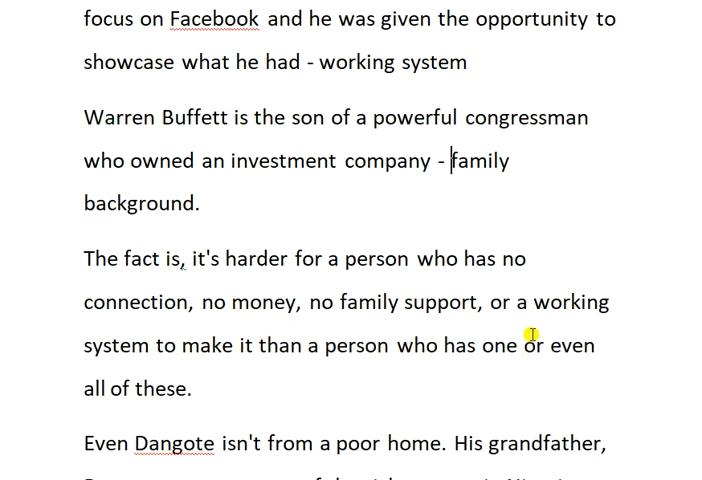 focus on Facebook and he was given the opportunity to
showcase what he had - working system
Warren Buffett is the son of a powerful congressman
who owned an investment company - family
background.
The fact is, it's harder for a person who has no
connection, no money, no family support, or a working
system to make it than a person who has one or even
all of these.
Even Dangote isn't from a poor home. His grandfather,